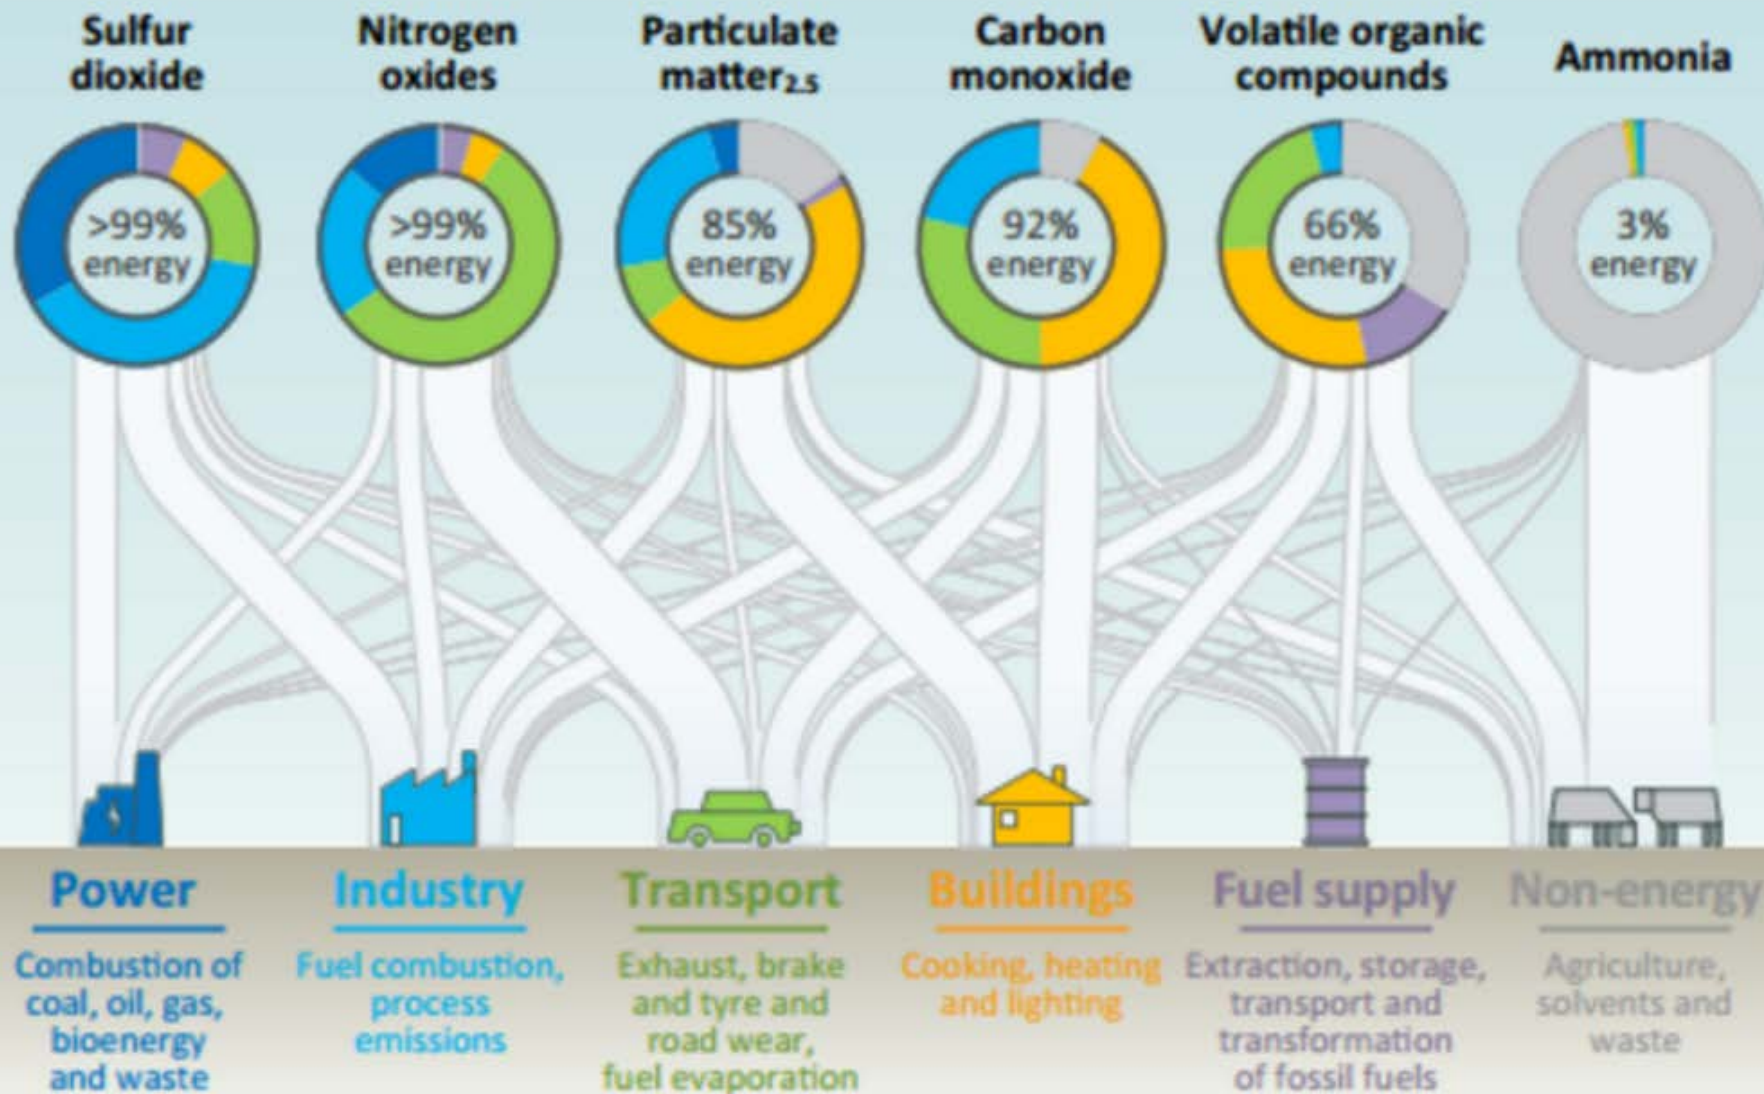 Sulfur
dioxide
Nitrogen
oxides
Particulate
matter₂.₅
Carbon
monoxide
Volatile organic
compounds
Ammonia
>99%
energy
>99%
energy
85%
energy
92%
energy
66%
energy
3%
energy
Power
Combustion of
coal, oil, gas,
bioenergy
and waste
Industry
Fuel combustion,
process
emissions
Transport
Exhaust, brake
and tyre and
road wear,
fuel evaporation
Buildings
Cooking, heating
and lighting
Fuel supply
Extraction, storage,
transport and
transformation
of fossil fuels
Non-energy
Agriculture,
solvents and
waste